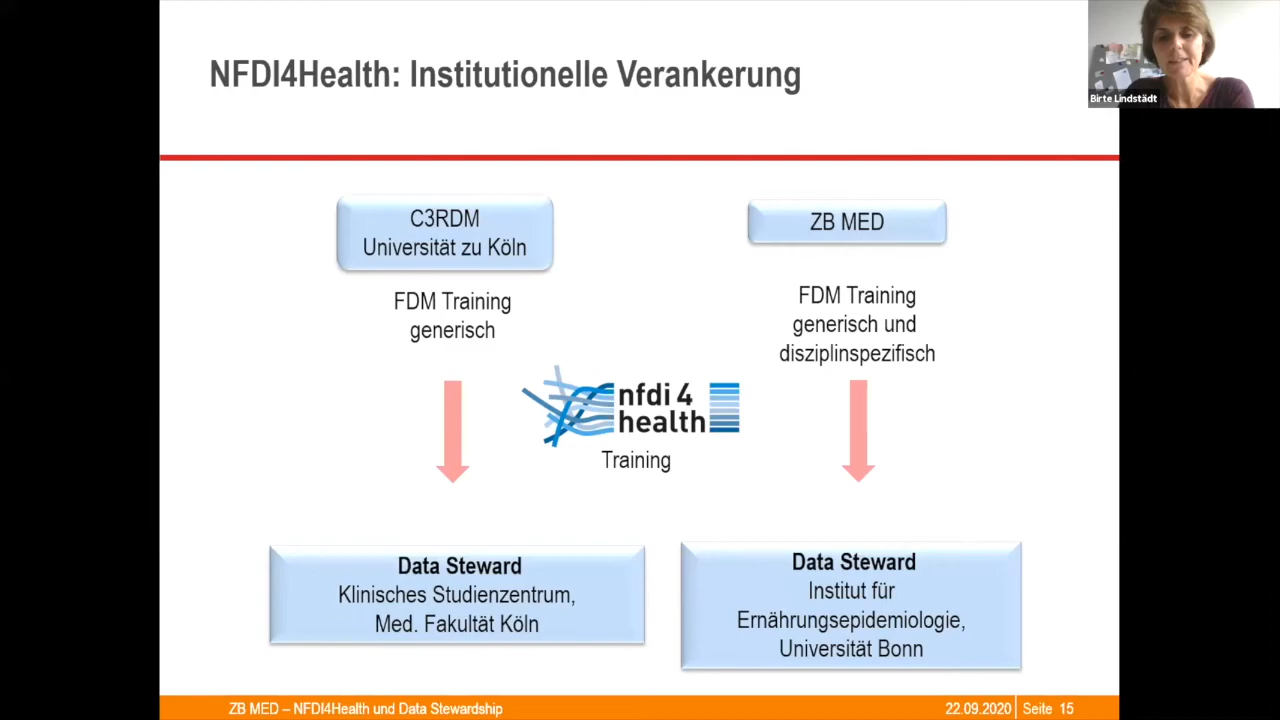 NFDI4Health: Institutionelle Verankerung
Birte Lindstädt
C3RDM
Universität zu Köln
FDM Training
generisch
ZB MED
FDM Training
generisch und
disziplinspezifisch
nfdi 4
health
Training
Data Steward
Klinisches Studienzentrum,
Med. Fakultät Köln
Data Steward
Institut für
Ernährungsepidemiologie,
Universität Bonn
ZB MED – NFDI4Health und Data Stewardship
22.09.2020 Seite 15